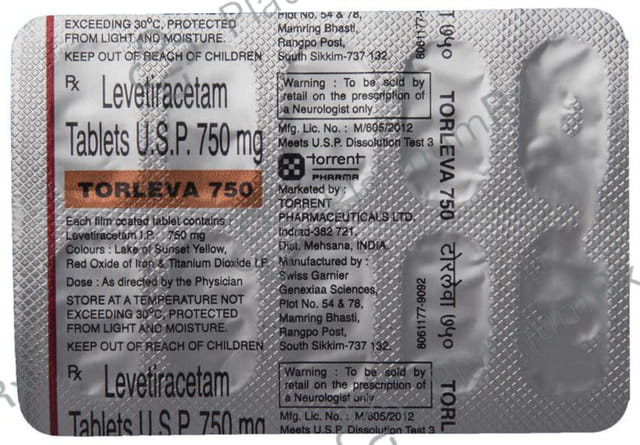 EXCEEDING 30°C, PROTECTED
FROM LIGHT AND MOISTURE.
KEEP OUT OF REACH OF CHILDREN
Rx
Levetiracetam
Tablets U.S.P. 750 mg
TORLEVA 750
Each film coated tablet contains :
Levetiracetam I.P. 750 mg
Colours : Lake of Sunset Yellow,
Red Oxide of Iron & Titanium Dioxide I.P.
Dose : As directed by the Physician
STORE AT A TEMPERATURE NOT
EXCEEDING 30°C, PROTECTED
FROM LIGHT AND MOISTURE.
KEEP OUT OF REACH OF CHILDREN
Rx
Levetiracetam
Tablets U.S.P. 750 mg
Plot No. 54 & 78,
Mamring Bhasti,
Rangpo Post,
South Sikkim-737 132.
Warning : To be sold by
retail on the prescription of
a Neurologist only
Mfg. Lic. No. : M/605/2012
Meets U.S.P. Dissolution Test 3
torrent
PHARMA
Marketed by :
TORRENT
PHARMACEUTICALS LTD.
Indrad-382 721,
Dist. Mehsana, INDIA.
Manufactured by :
Swiss Garnier
Genexiaa Sciences,
Plot No. 54 & 78,
Mamring Bhasti,
Rangpo Post,
South Sikkim-737 132.
Warning : To be sold by
retail on the prescription of
a Neurologist only
Mfg. Lic. No. : M/605/2012
Meets U.S.P. Dissolution Test 3
8061177-9092
TORLEVA 750
टोरलेवा ७५०